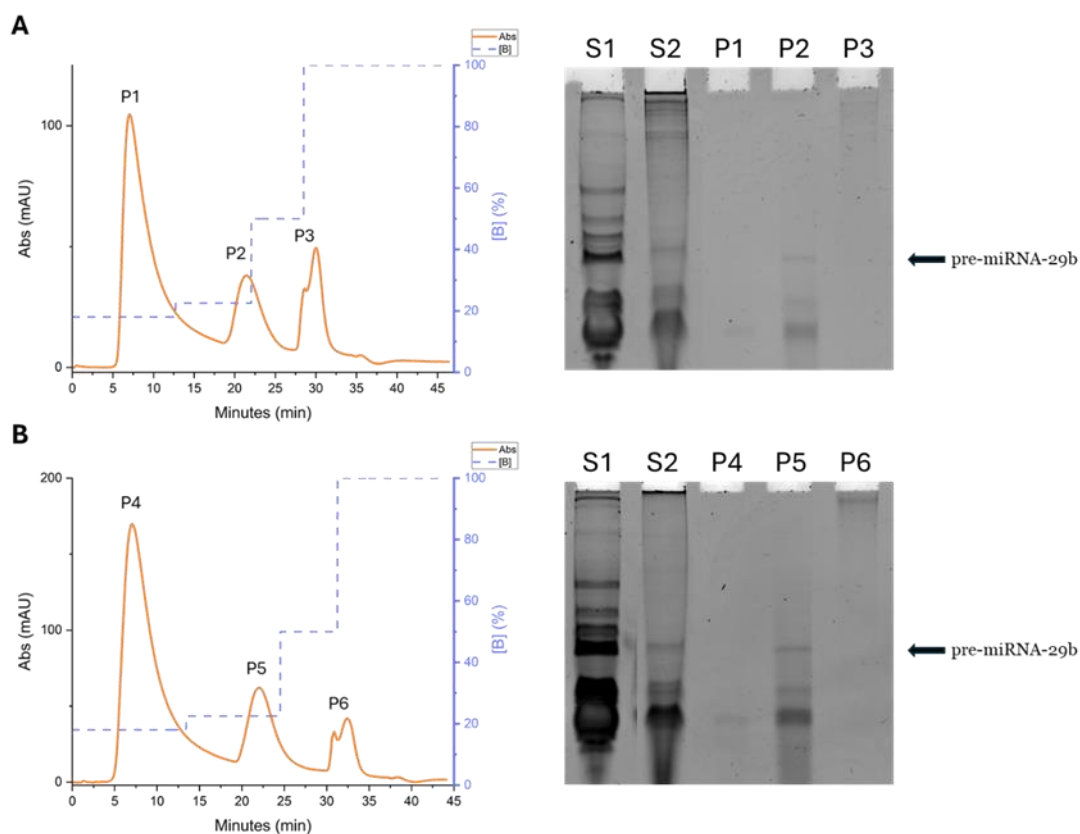 A
Abs
[B]
P1
P2
P3
100
0
Abs (mAU)
100
80
60
40
20
0
[B] (%)
0 5 10 15 20 25 30 35 40 45
Minutes (min)
S1 S2 P1 P2 P3
pre-miRNA-29b
B
Abs
[B]
P4
P5
P6
200
100
0
Abs (mAU)
100
80
60
40
20
0
[B] (%)
0 5 10 15 20 25 30 35 40 45
Minutes (min)
S1 S2 P4 P5 P6
pre-miRNA-29b